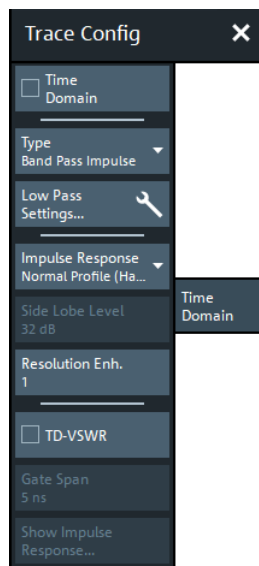 Trace Config
Time
Domain
Type
Band Pass Impulse
Low Pass
Settings...
Impulse Response
Normal Profile (Ha...
Side Lobe Level
32 dB
Resolution Enh.
1
TD-VSWR
Gate Span
5 ns
Show Impulse
Response...
Time
Domain